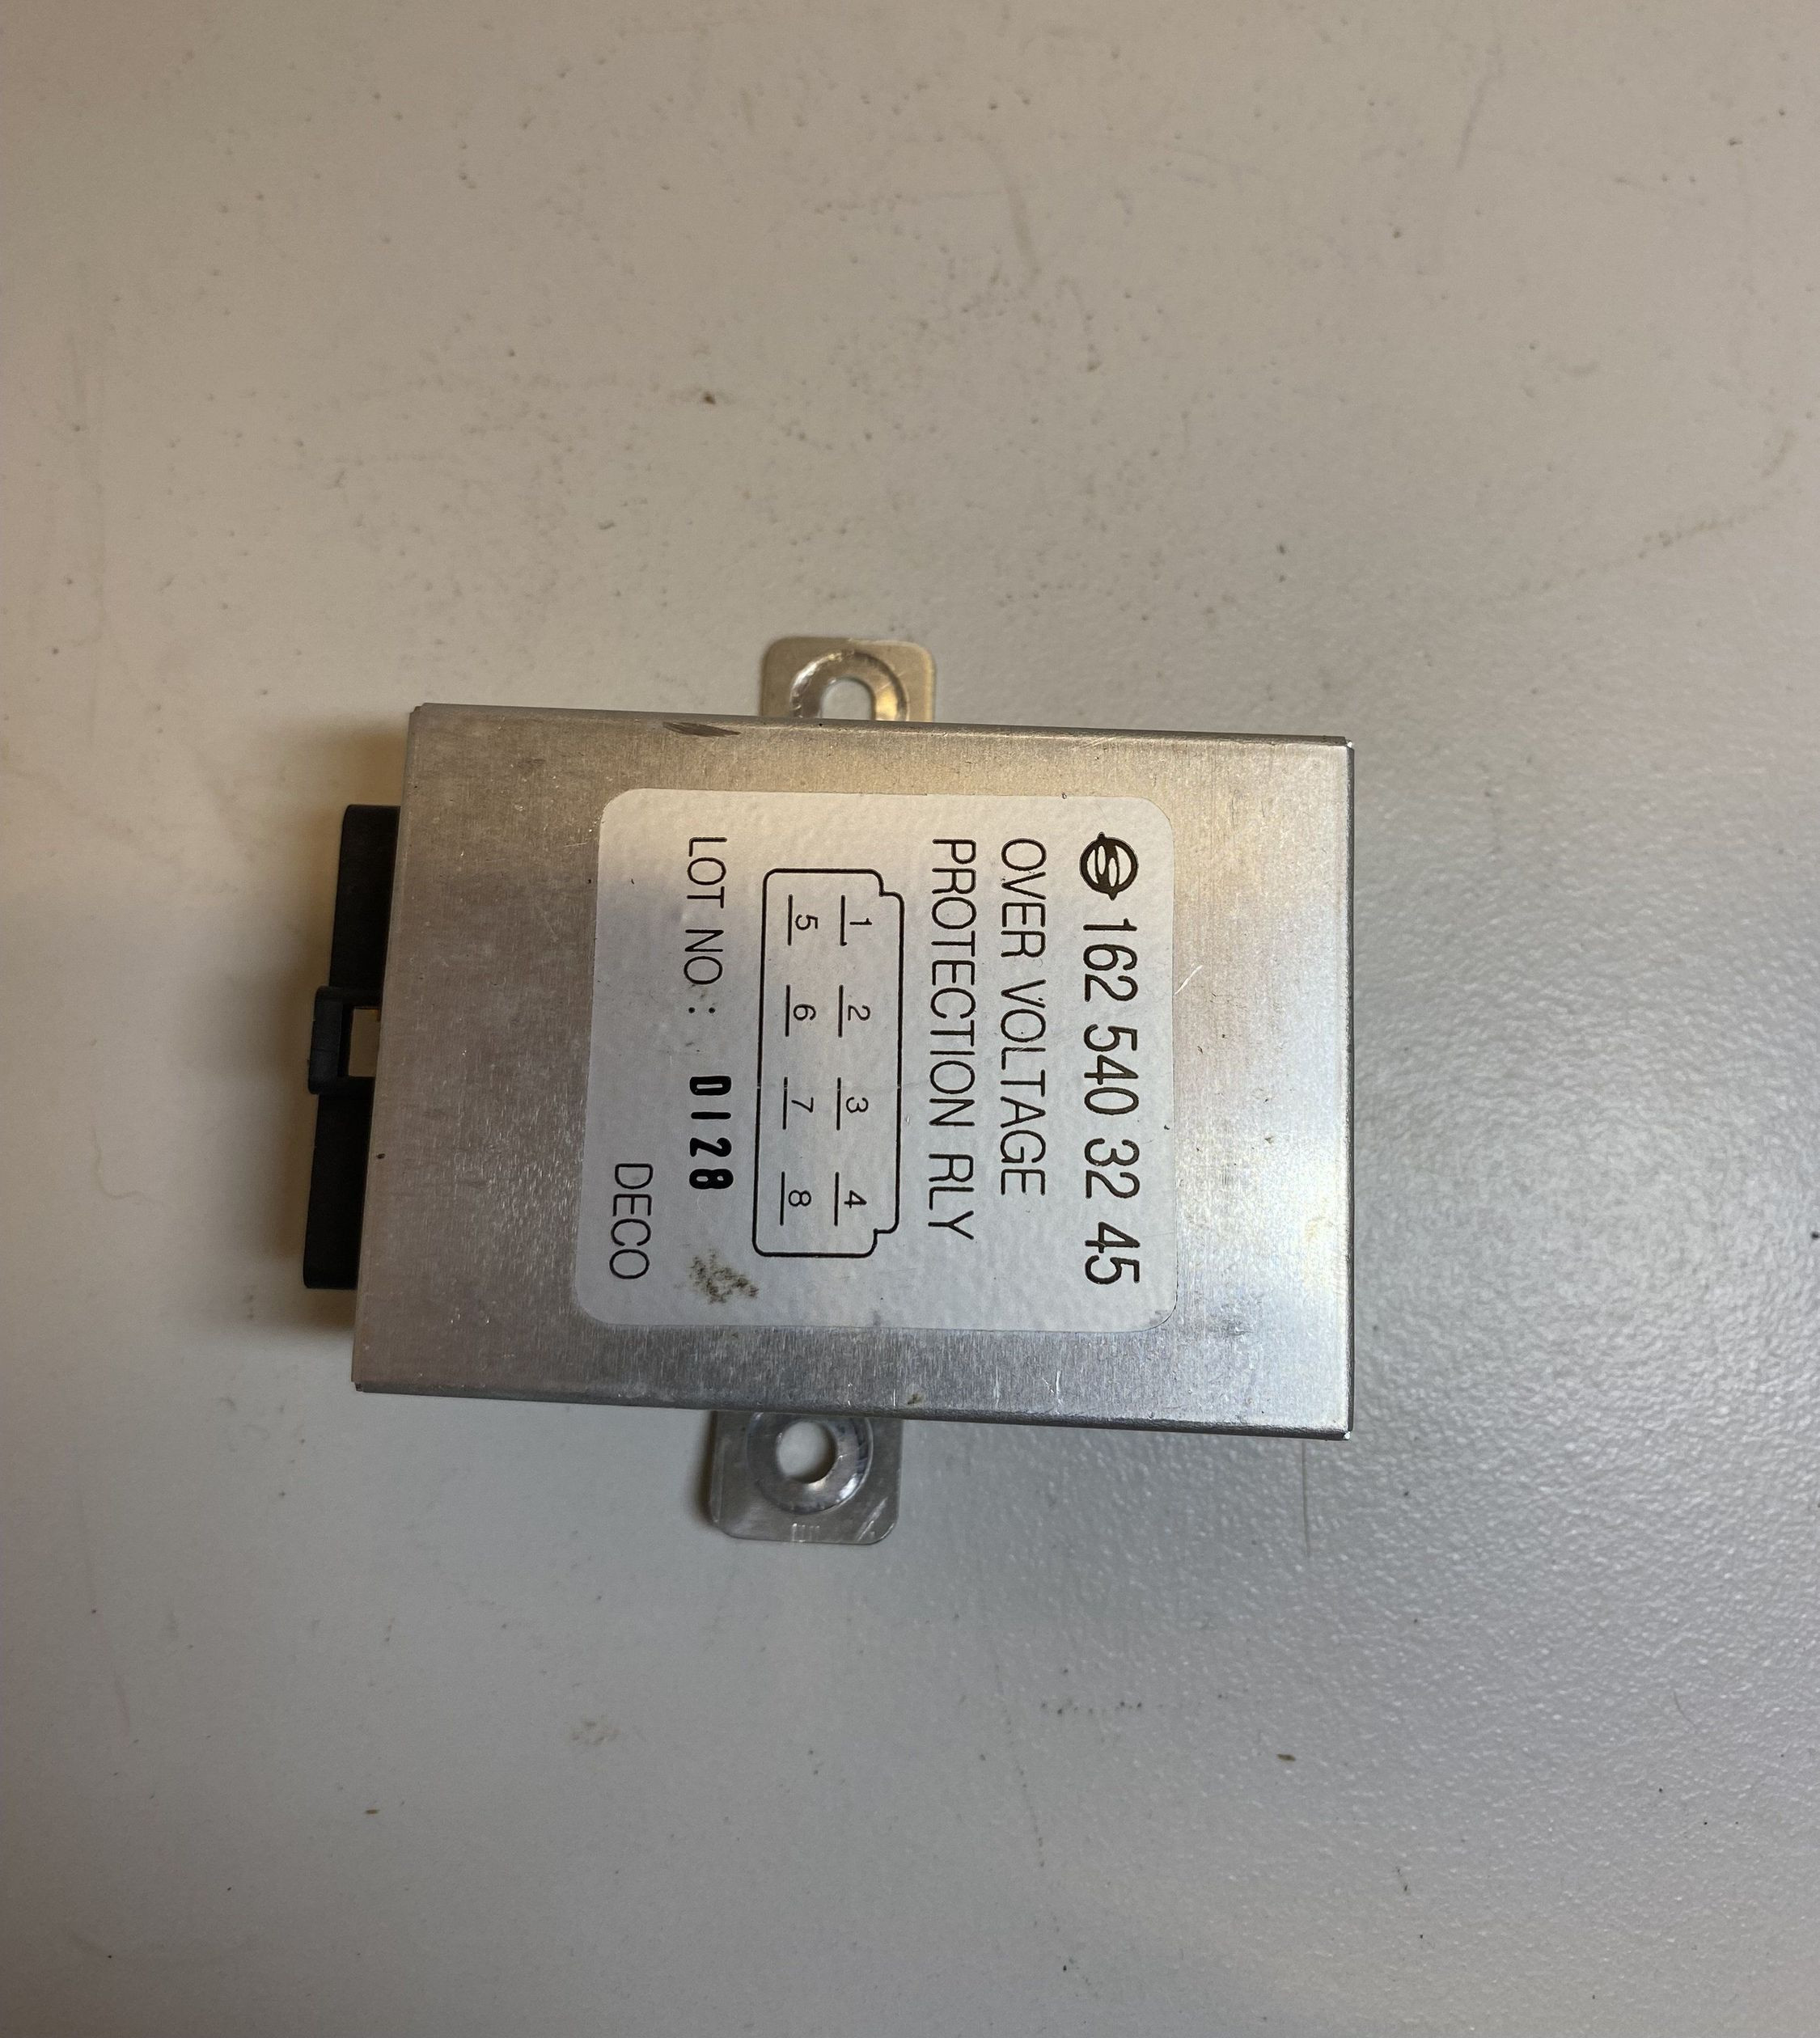 162 540 32 45
OVER VOLTAGE
PROTECTION RLY
1 2 3 4
5 6 7 8
LOT NO : D128
DECO